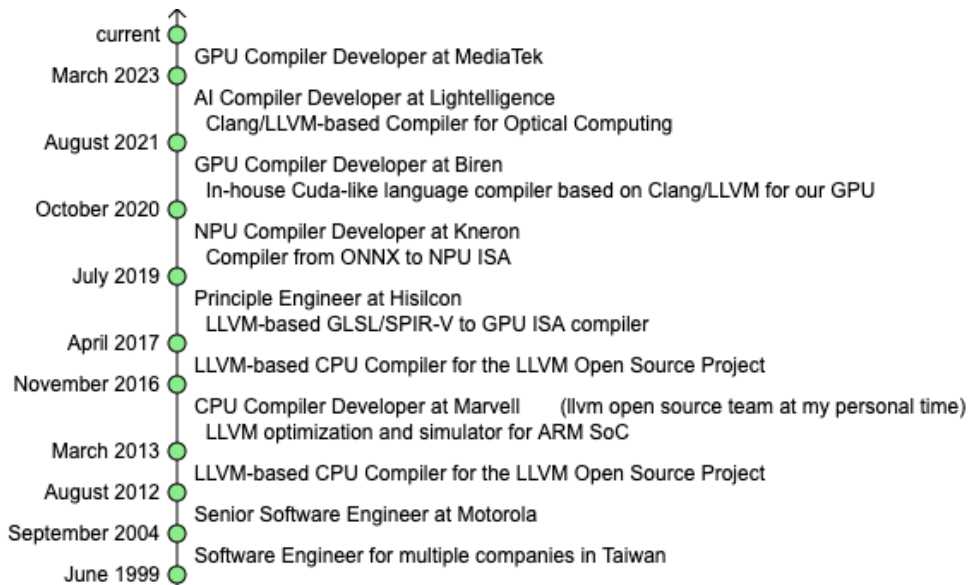 current
GPU Compiler Developer at MediaTek
March 2023
AI Compiler Developer at Lightelligence
Clang/LLVM-based Compiler for Optical Computing
August 2021
GPU Compiler Developer at Biren
In-house Cuda-like language compiler based on Clang/LLVM for our GPU
October 2020
NPU Compiler Developer at Kneron
Compiler from ONNX to NPU ISA
July 2019
Principle Engineer at Hisilcon
LLVM-based GLSL/SPIR-V to GPU ISA compiler
April 2017
LLVM-based CPU Compiler for the LLVM Open Source Project
November 2016
CPU Compiler Developer at Marvell (llvm open source team at my personal time)
LLVM optimization and simulator for ARM SoC
March 2013
LLVM-based CPU Compiler for the LLVM Open Source Project
August 2012
Senior Software Engineer at Motorola
September 2004
Software Engineer for multiple companies in Taiwan
June 1999